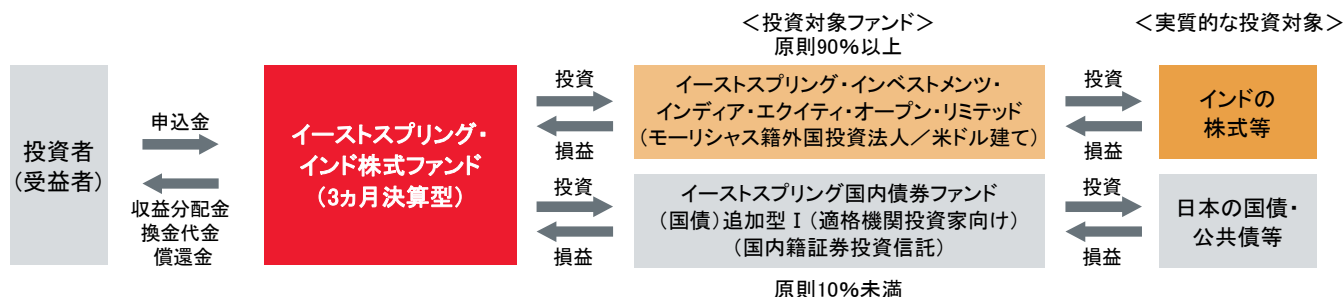 ＜投資対象ファンド＞
原則90％以上
＜実質的な投資対象＞
投資者
（受益者）
申込金
収益分配金
換金代金
償還金
イーストスプリング・
インド株式ファンド
（3ヵ月決算型）
投資
損益
イーストスプリング・インベストメンツ・
インディア・エクイティ・オープン・リミテッド
（モーリシャス籍外国投資法人／米ドル建て）
投資
損益
インドの
株式等
投資
損益
イーストスプリング国内債券ファンド
（国債）追加型Ⅰ（適格機関投資家向け）
（国内籍証券投資信託）
投資
損益
日本の国債・
公共債等
原則10％未満